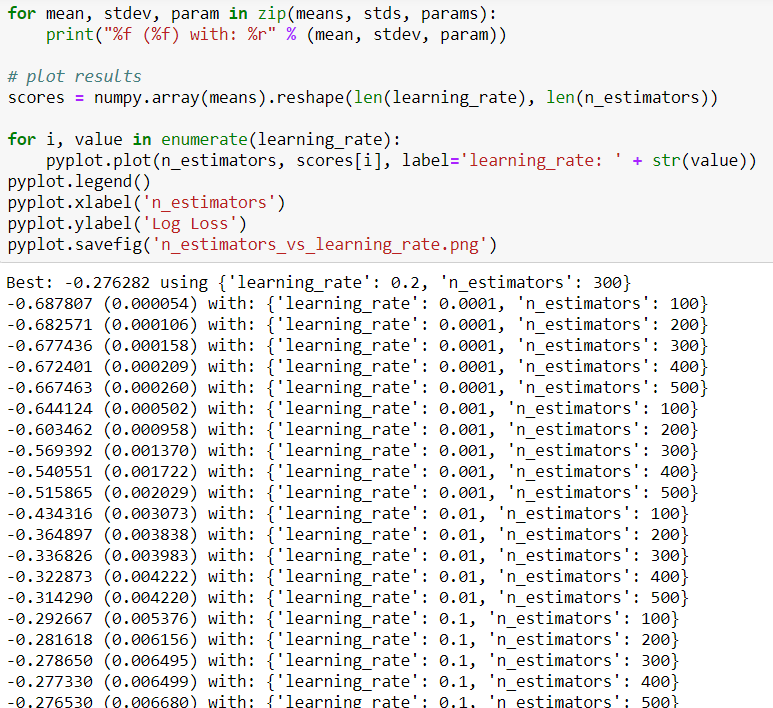 for mean, stdev, param in zip(means, stds, params):
    print("%f (%f) with: %r" % (mean, stdev, param))

# plot results
scores = numpy.array(means).reshape(len(learning_rate), len(n_estimators))

for i, value in enumerate(learning_rate):
    pyplot.plot(n_estimators, scores[i], label='learning_rate: ' + str(value))
pyplot.legend()
pyplot.xlabel('n_estimators')
pyplot.ylabel('Log Loss')
pyplot.savefig('n_estimators_vs_learning_rate.png')

Best: -0.276282 using {'learning_rate': 0.2, 'n_estimators': 300}
-0.687807 (0.000054) with: {'learning_rate': 0.0001, 'n_estimators': 100}
-0.682571 (0.000106) with: {'learning_rate': 0.0001, 'n_estimators': 200}
-0.677436 (0.000158) with: {'learning_rate': 0.0001, 'n_estimators': 300}
-0.672401 (0.000209) with: {'learning_rate': 0.0001, 'n_estimators': 400}
-0.667463 (0.000260) with: {'learning_rate': 0.0001, 'n_estimators': 500}
-0.644124 (0.000502) with: {'learning_rate': 0.001, 'n_estimators': 100}
-0.603462 (0.000958) with: {'learning_rate': 0.001, 'n_estimators': 200}
-0.569392 (0.001370) with: {'learning_rate': 0.001, 'n_estimators': 300}
-0.540551 (0.001722) with: {'learning_rate': 0.001, 'n_estimators': 400}
-0.515865 (0.002029) with: {'learning_rate': 0.001, 'n_estimators': 500}
-0.434316 (0.003073) with: {'learning_rate': 0.01, 'n_estimators': 100}
-0.364897 (0.003838) with: {'learning_rate': 0.01, 'n_estimators': 200}
-0.336826 (0.003983) with: {'learning_rate': 0.01, 'n_estimators': 300}
-0.322873 (0.004222) with: {'learning_rate': 0.01, 'n_estimators': 400}
-0.314290 (0.004220) with: {'learning_rate': 0.01, 'n_estimators': 500}
-0.292667 (0.005376) with: {'learning_rate': 0.1, 'n_estimators': 100}
-0.281618 (0.006156) with: {'learning_rate': 0.1, 'n_estimators': 200}
-0.278650 (0.006495) with: {'learning_rate': 0.1, 'n_estimators': 300}
-0.277330 (0.006499) with: {'learning_rate': 0.1, 'n_estimators': 400}
-0.276530 (0.006680) with: {'learning_rate': 0.1, 'n_estimators': 500}